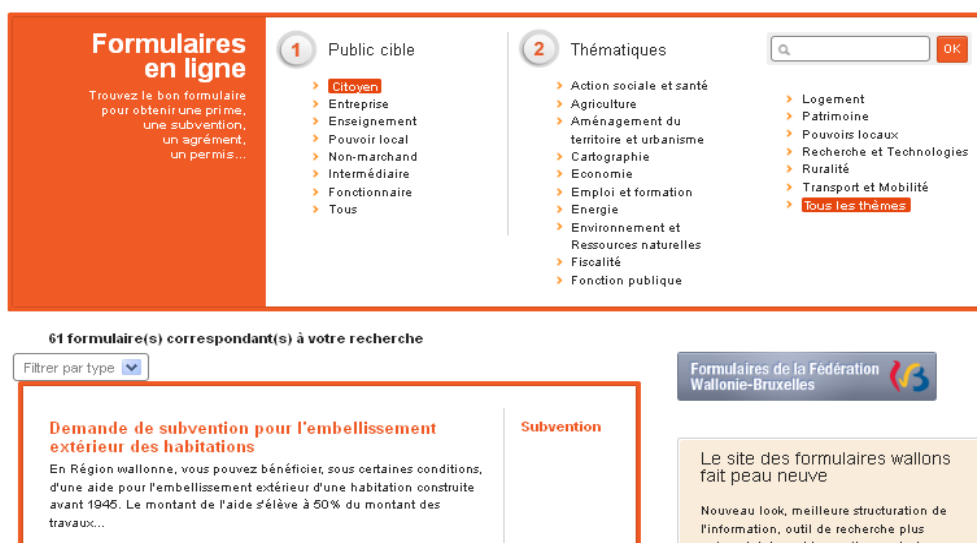 Formulaires
en ligne
Trouvez le bon formulaire
pour obtenir une prime,
une subvention,
un agrément,
un permis...
1 Public cible
Citoyen
Entreprise
Enseignement
Pouvoir local
Non-marchand
Intermédiaire
Fonctionnaire
Tous
2 Thématiques
Action sociale et santé
Agriculture
Aménagement du
territoire et urbanisme
Cartographie
Economie
Emploi et formation
Energie
Environnement et
Ressources naturelles
Fiscalité
Fonction publique
OK
Logement
Patrimoine
Pouvoirs locaux
Recherche et Technologies
Ruralité
Transport et Mobilité
Tous les thèmes
61 formulaire(s) correspondant(s) à votre recherche
Filtrer par type
Demande de subvention pour l'embellissement
extérieur des habitations
En Région wallonne, vous pouvez bénéficier, sous certaines conditions,
d'une aide pour l'embellissement extérieur d'une habitation construite
avant 1945. Le montant de l'aide s'élève à 50% du montant des
travaux...
Subvention
Formulaires de la Fédération
Wallonie-Bruxelles
Le site des formulaires wallons
fait peau neuve
Nouveau look, meilleure structuration de
l'information, outil de recherche plus